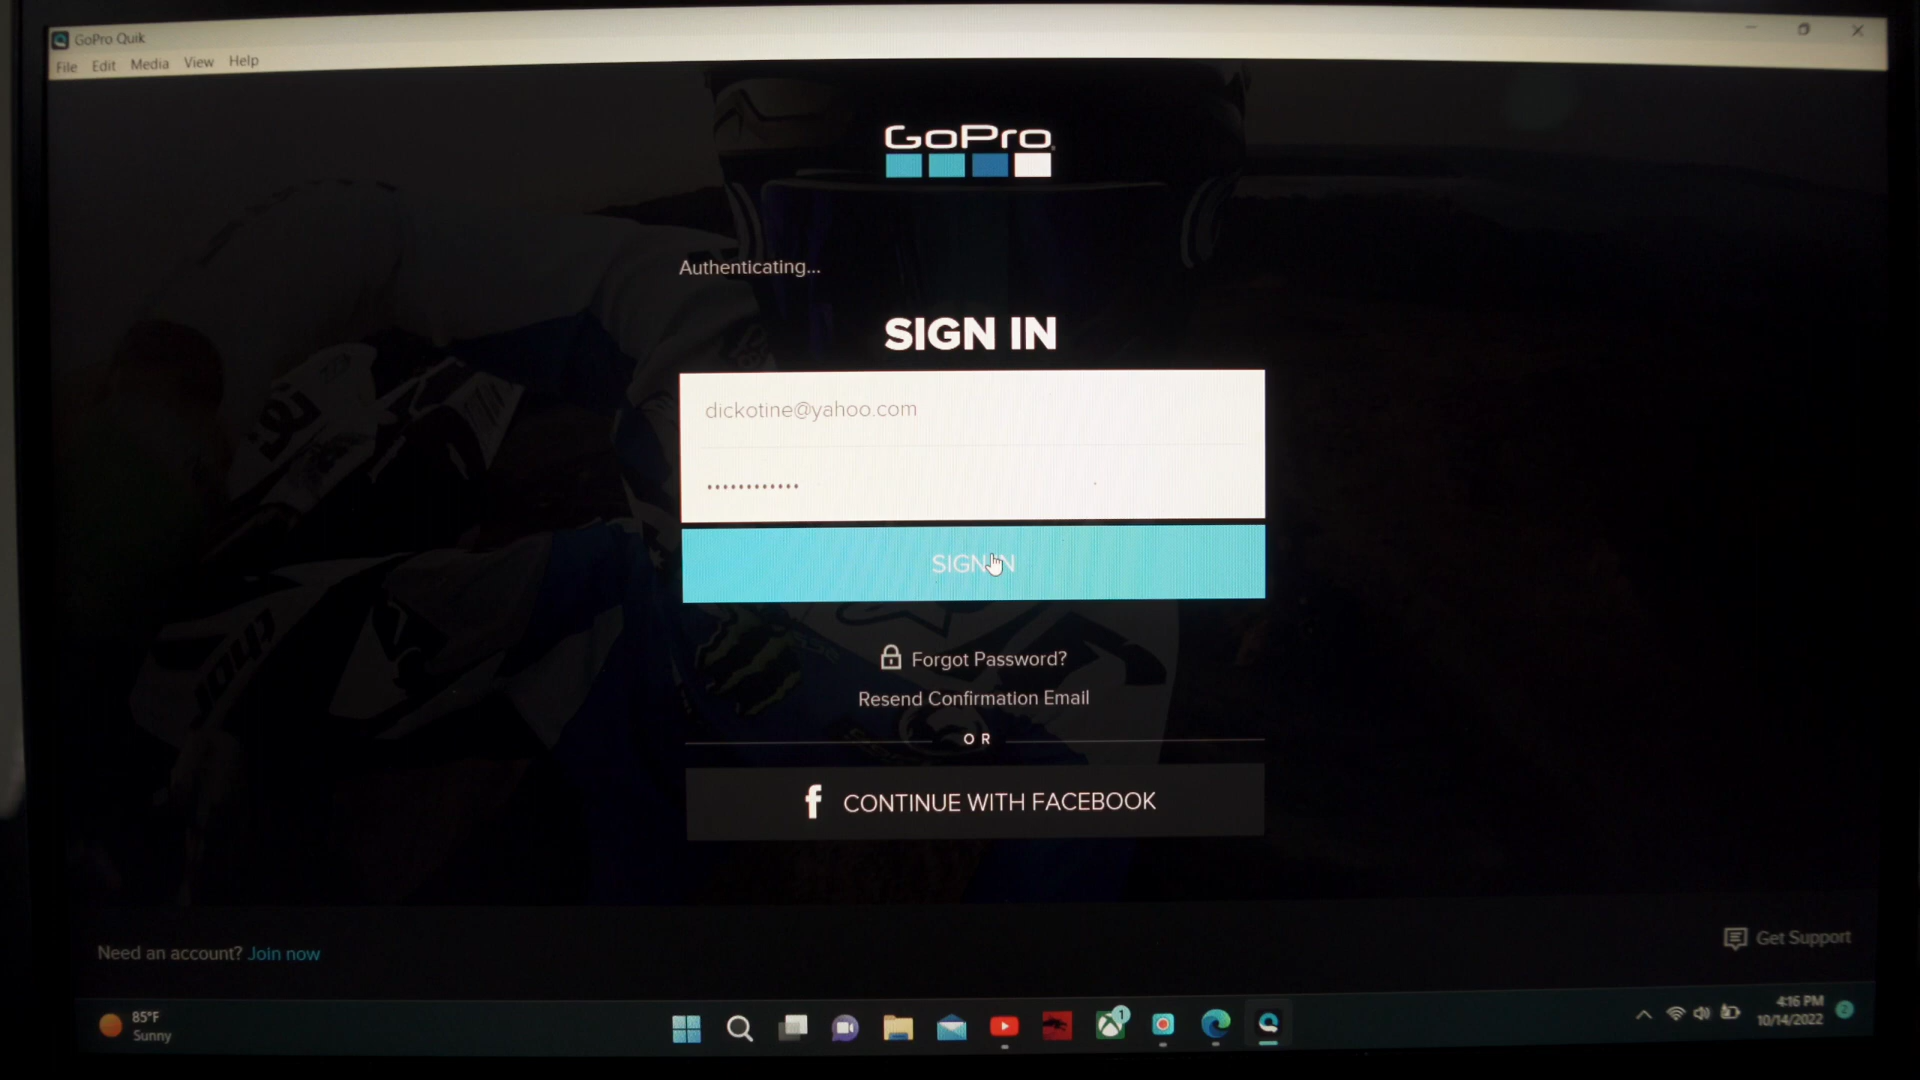 GoPro Quik
File Edit Media View Help
GoPro
Authenticating...
SIGN IN
dickotine@yahoo.com
••••••••••••
SIGN IN
Forgot Password?
Resend Confirmation Email
OR
f CONTINUE WITH FACEBOOK
Need an account? Join now
Get Support
85°F
Sunny
1
4:16 PM
10/14/2022
2